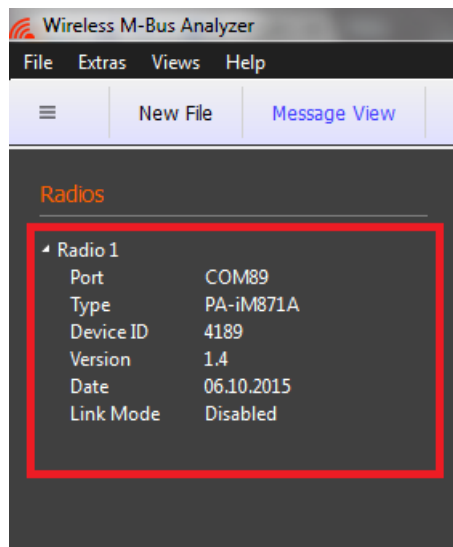 Wireless M-Bus Analyzer
File Extras Views Help
New File Message View
Radios
Radio 1
Port COM89
Type PA-iM871A
Device ID 4189
Version 1.4
Date 06.10.2015
Link Mode Disabled